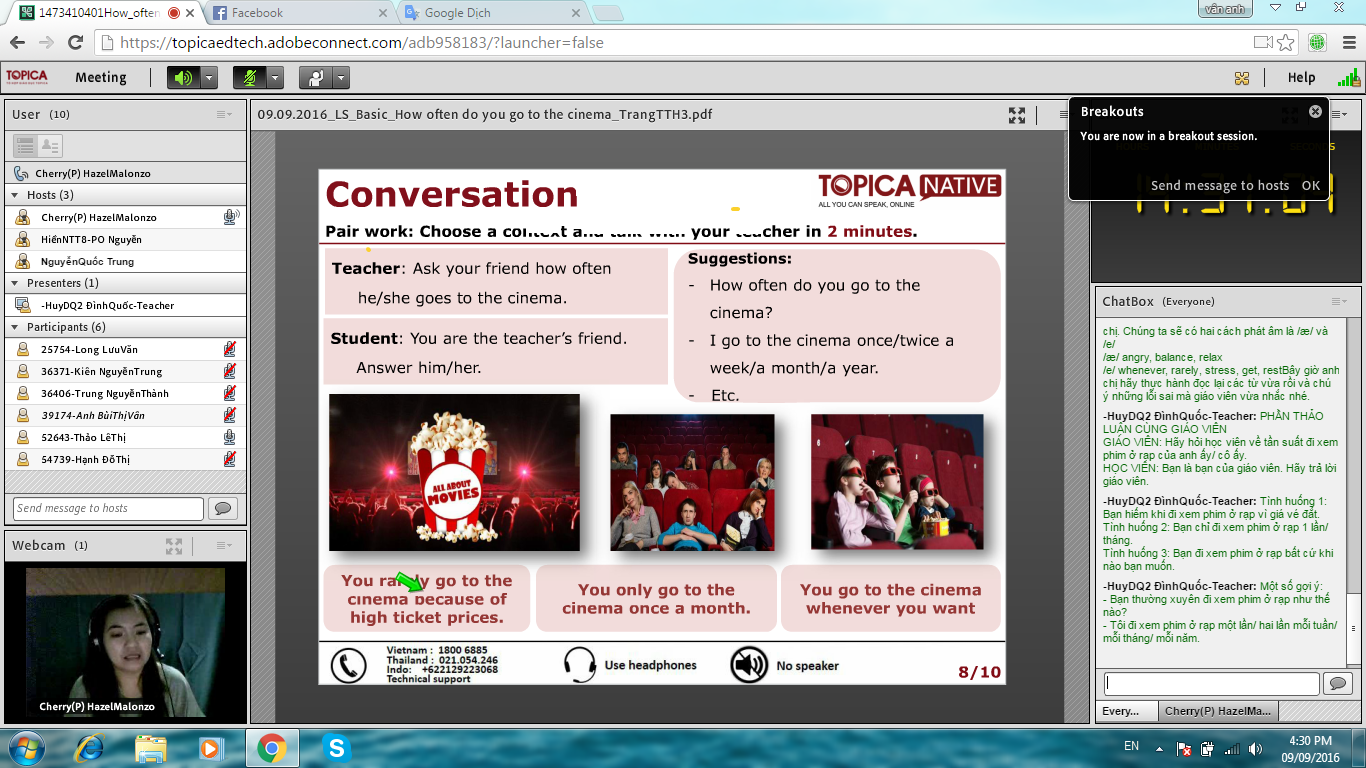 1473410401How_often
Facebook
Google Dịch
vân anh
https://topicaedtech.adobeconnect.com/adb958183/?launcher=false
TOPICA
Meeting
Help
User (10)
Cherry(P) HazelMalonzo
Hosts (3)
Cherry(P) HazelMalonzo
HiểnNTT8-PO Nguyễn
NguyễnQuốc Trung
Presenters (1)
-HuyDQ2 ĐìnhQuốc-Teacher
Participants (6)
25754-Long LưuVăn
36371-Kiên NguyễnTrung
36406-Trung NguyễnThành
39174-Anh BùiThịVân
52643-Thảo LêThị
54739-Hạnh ĐỗThị
Send message to hosts
Webcam (1)
Cherry(P) HazelMalonzo
09.09.2016_LS_Basic_How often do you go to the cinema_TrangTTH3.pdf
Conversation
TOPICA NATIVE
ALL YOU CAN SPEAK, ONLINE
Pair work: Choose a context and talk with your teacher in 2 minutes.
Teacher: Ask your friend how often
he/she goes to the cinema.
Student: You are the teacher's friend.
Answer him/her.
Suggestions:
- How often do you go to the
cinema?
- I go to the cinema once/twice a
week/a month/a year.
- Etc.
ALL ABOUT
MOVIES
You rarely go to the
cinema because of
high ticket prices.
You only go to the
cinema once a month.
You go to the cinema
whenever you want
Vietnam : 1800 6885
Thailand : 021.054.246
Indo: +622129223068
Technical support
Use headphones
No speaker
8/10
Breakouts
You are now in a breakout session.
Send message to hosts OK
ChatBox (Everyone)
chị. Chúng ta sẽ có hai cách phát âm là /æ/ và
/e/
/æ/ angry, balance, relax
/e/ whenever, rarely, stress, get, restBây giờ anh
chị hãy thực hành đọc lại các từ vừa rồi và chú
ý những lỗi sai mà giáo viên vừa nhắc nhé.
-HuyDQ2 ĐìnhQuốc-Teacher: PHẦN THẢO
LUẬN CÙNG GIÁO VIÊN
GIÁO VIÊN: Hãy hỏi học viên về tần suất đi xem
phim ở rạp của anh ấy/ cô ấy.
HỌC VIÊN: Bạn là bạn của giáo viên. Hãy trả lời
giáo viên.
-HuyDQ2 ĐìnhQuốc-Teacher: Tình huống 1:
Bạn hiếm khi đi xem phim ở rạp vì giá vé đắt.
Tình huống 2: Bạn chỉ đi xem phim ở rạp 1 lần/
tháng.
Tình huống 3: Bạn đi xem phim ở rạp bất cứ khi
nào bạn muốn.
-HuyDQ2 ĐìnhQuốc-Teacher: Một số gợi ý:
- Bạn thường xuyên đi xem phim ở rạp như thế
nào?
- Tôi đi xem phim ở rạp một lần/ hai lần mỗi tuần/
mỗi tháng/ mỗi năm.
Every...
Cherry(P) HazelMa...
EN
4:30 PM
09/09/2016